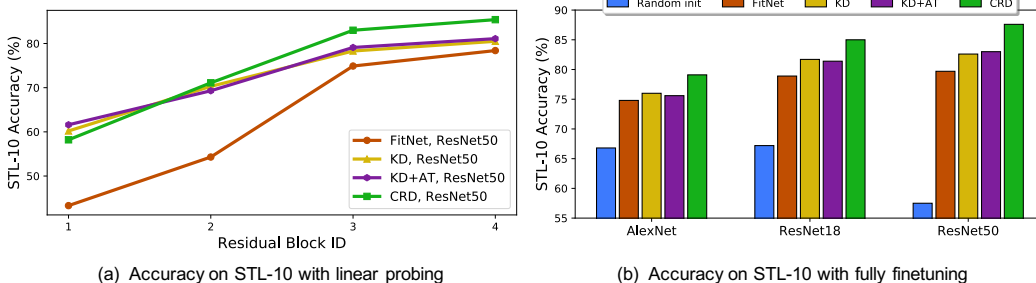 STL-10 Accuracy (%)
80
70
60
50
1
2
3
4
Residual Block ID
FitNet, ResNet50
KD, ResNet50
KD+AT, ResNet50
CRD, ResNet50
(a) Accuracy on STL-10 with linear probing
Random init
FitNet
KD
KD+AT
CRD
STL-10 Accuracy (%)
90
85
80
75
70
65
60
55
AlexNet
ResNet18
ResNet50
(b) Accuracy on STL-10 with fully finetuning